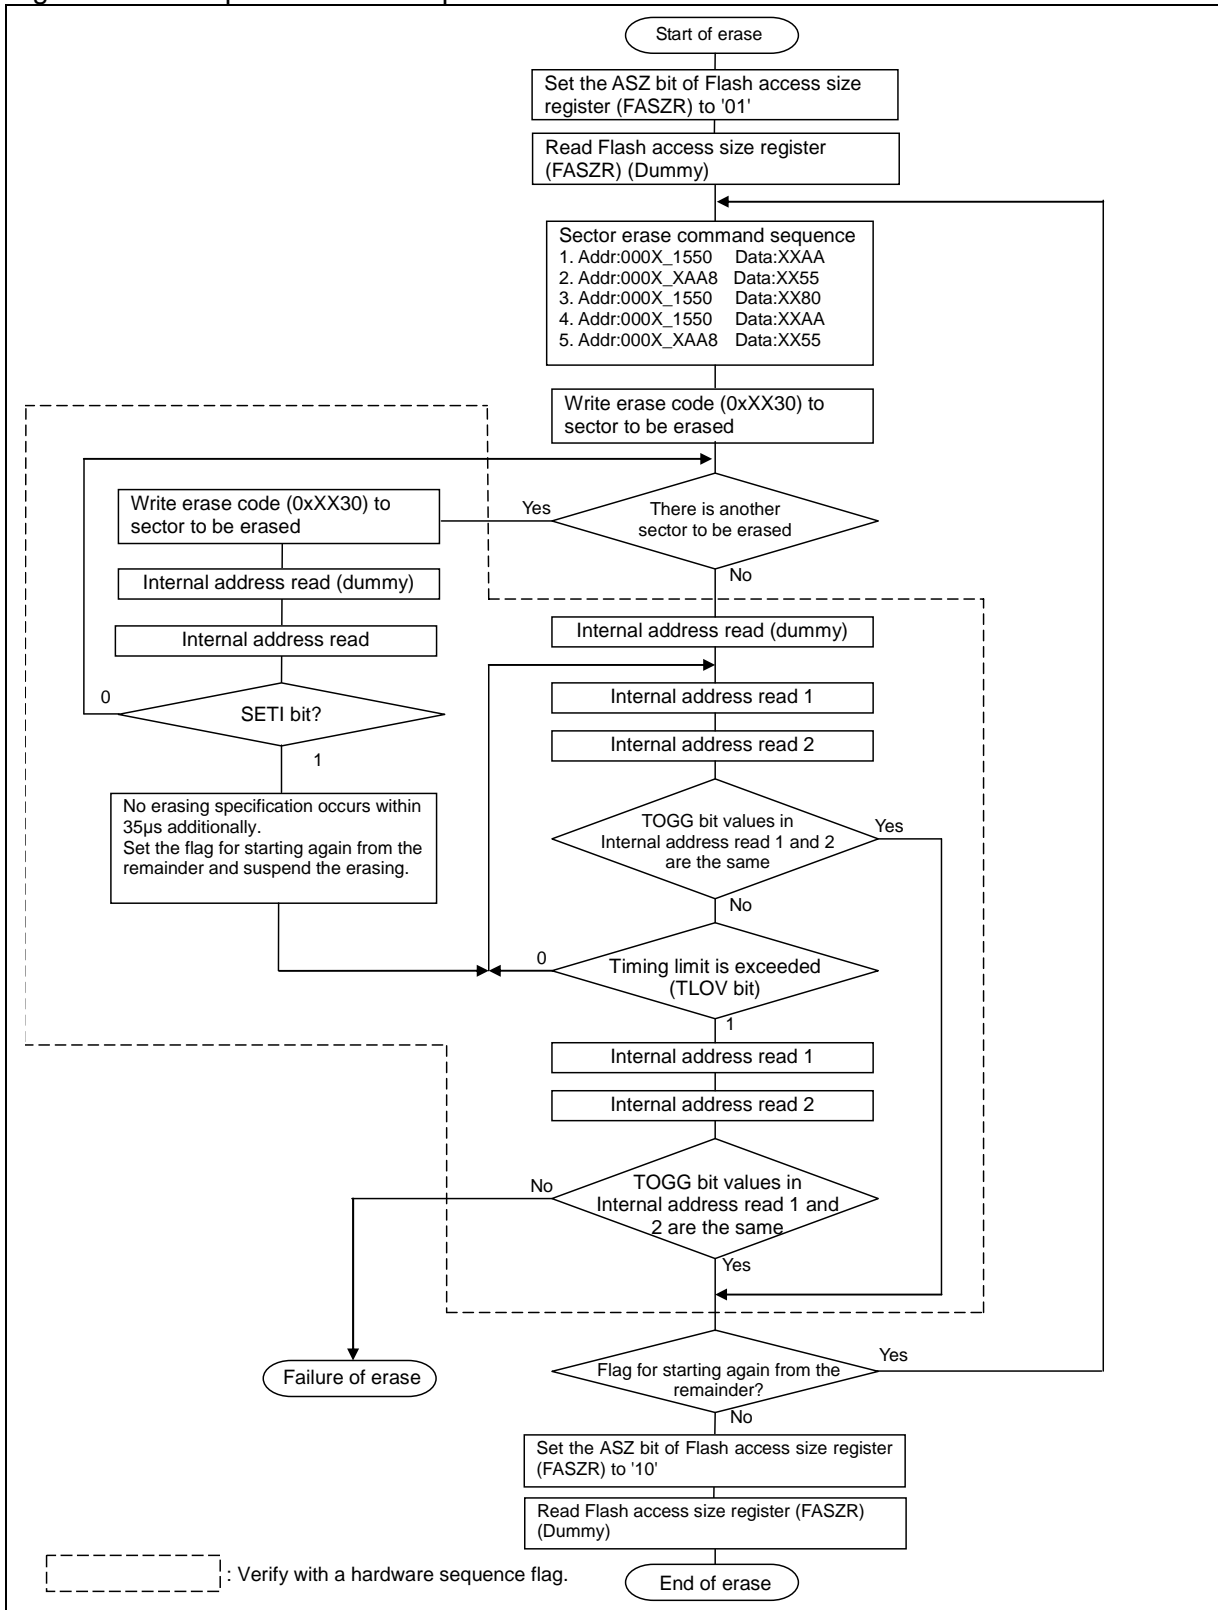 Start of erase
Set the ASZ bit of Flash access size
register (FASZR) to '01'
Read Flash access size register
(FASZR) (Dummy)
Sector erase command sequence
1. Addr:000X_1550 Data:XXAA
2. Addr:000X_XAA8 Data:XX55
3. Addr:000X_1550 Data:XX80
4. Addr:000X_1550 Data:XXAA
5. Addr:000X_XAA8 Data:XX55
Write erase code (0xXX30) to
sector to be erased
There is another
sector to be erased
Yes
No
Write erase code (0xXX30) to
sector to be erased
Internal address read (dummy)
Internal address read
SETI bit?
0
1
No erasing specification occurs within
35µs additionally.
Set the flag for starting again from the
remainder and suspend the erasing.
Internal address read (dummy)
Internal address read 1
Internal address read 2
TOGG bit values in
Internal address read 1 and 2
are the same
Yes
No
Timing limit is exceeded
(TLOV bit)
0
1
Internal address read 1
Internal address read 2
TOGG bit values in
Internal address read 1 and
2 are the same
No
Yes
Failure of erase
Flag for starting again from the
remainder?
Yes
No
Set the ASZ bit of Flash access size register
(FASZR) to '10'
Read Flash access size register (FASZR)
(Dummy)
End of erase
: Verify with a hardware sequence flag.